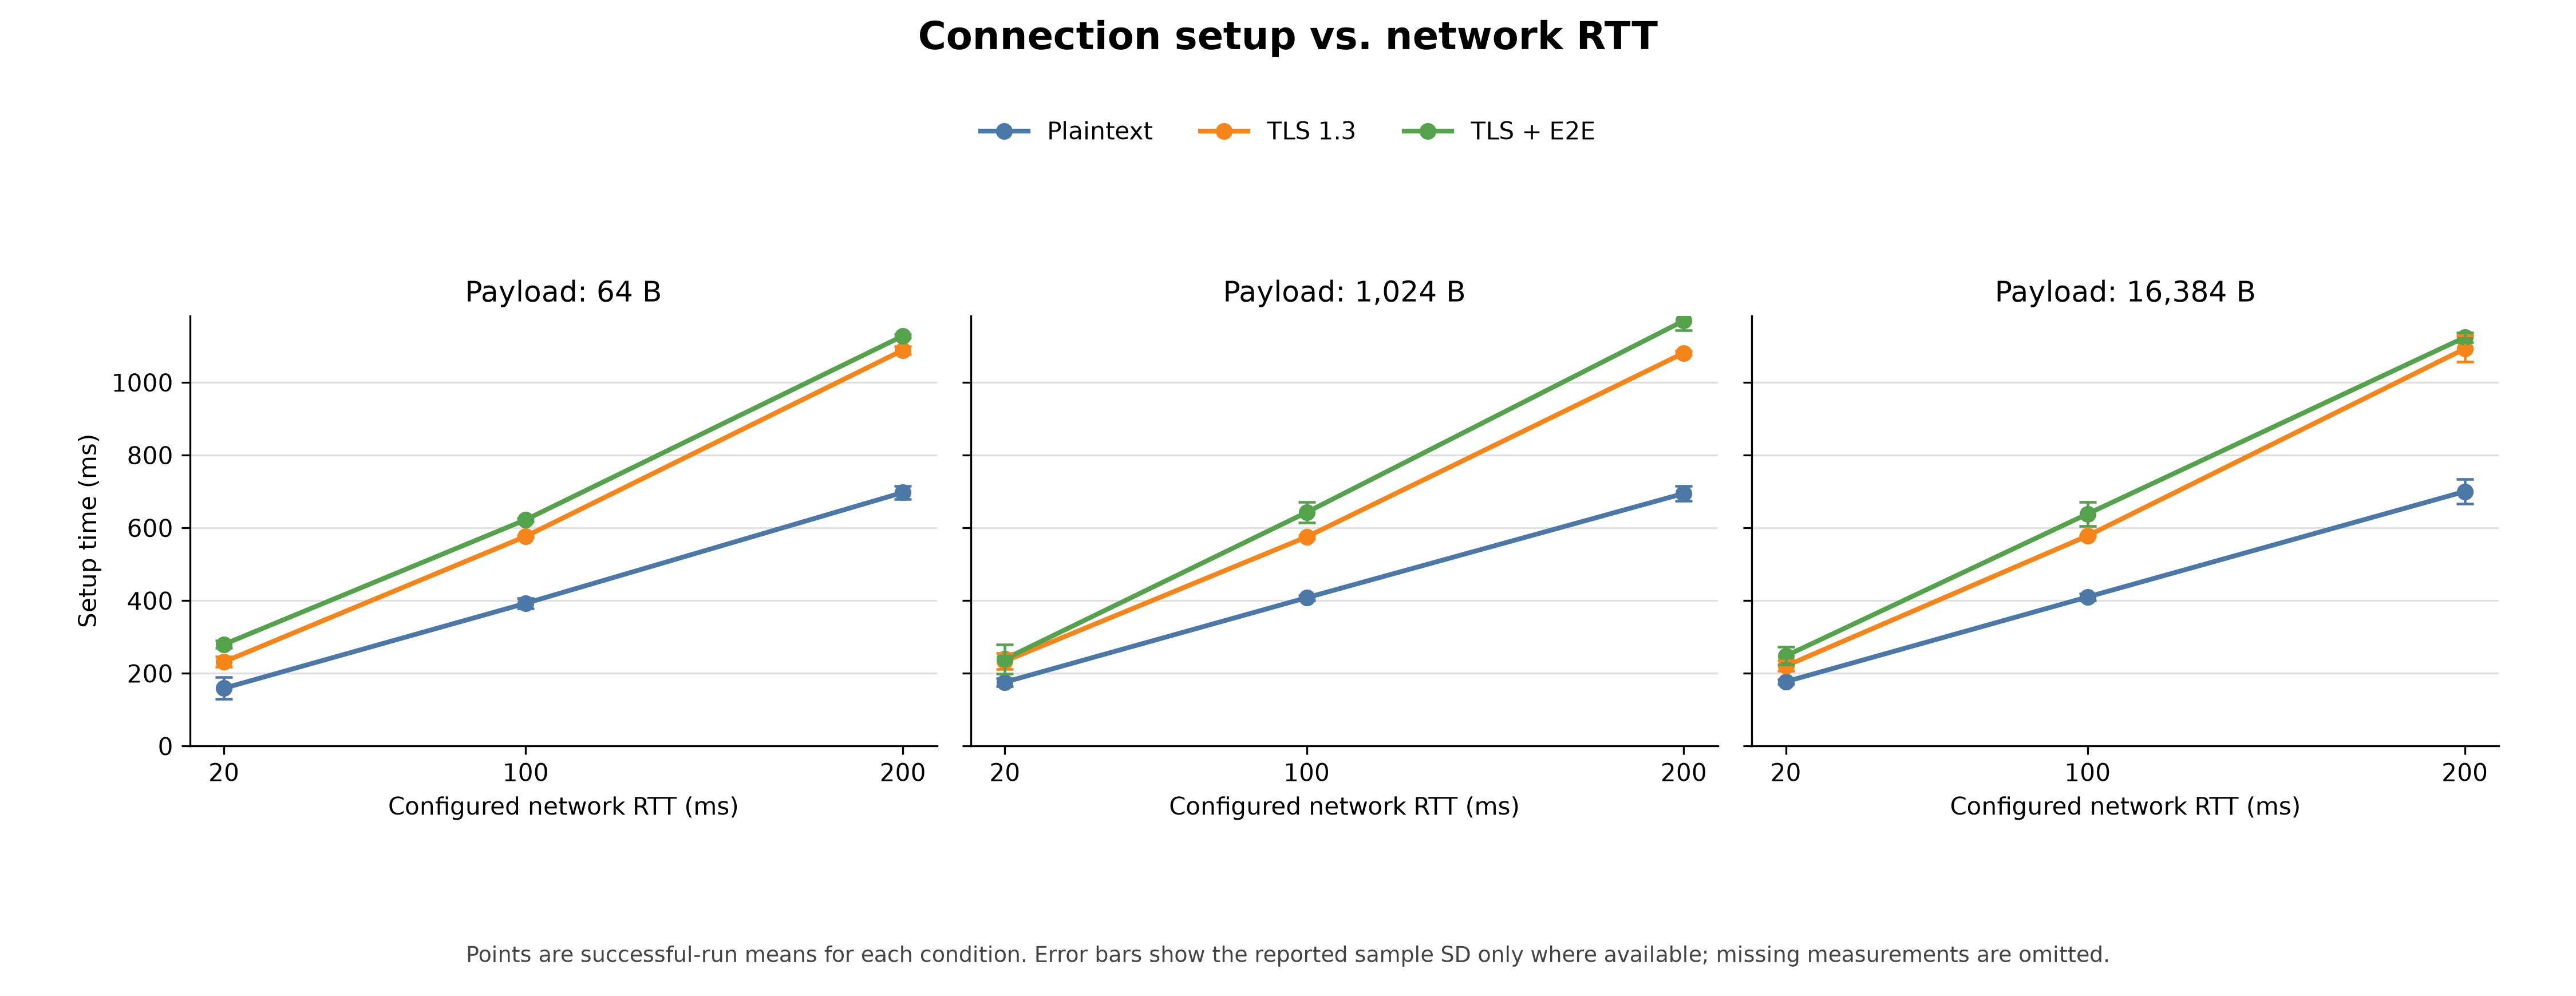 Connection setup vs. network RTT
Plaintext TLS 1.3 TLS + E2E
Payload: 64 B
Setup time (ms)
1000
800
600
400
200
0
20 100 200
Configured network RTT (ms)
Payload: 1,024 B
20 100 200
Configured network RTT (ms)
Payload: 16,384 B
20 100 200
Configured network RTT (ms)
Points are successful-run means for each condition. Error bars show the reported sample SD only where available; missing measurements are omitted.